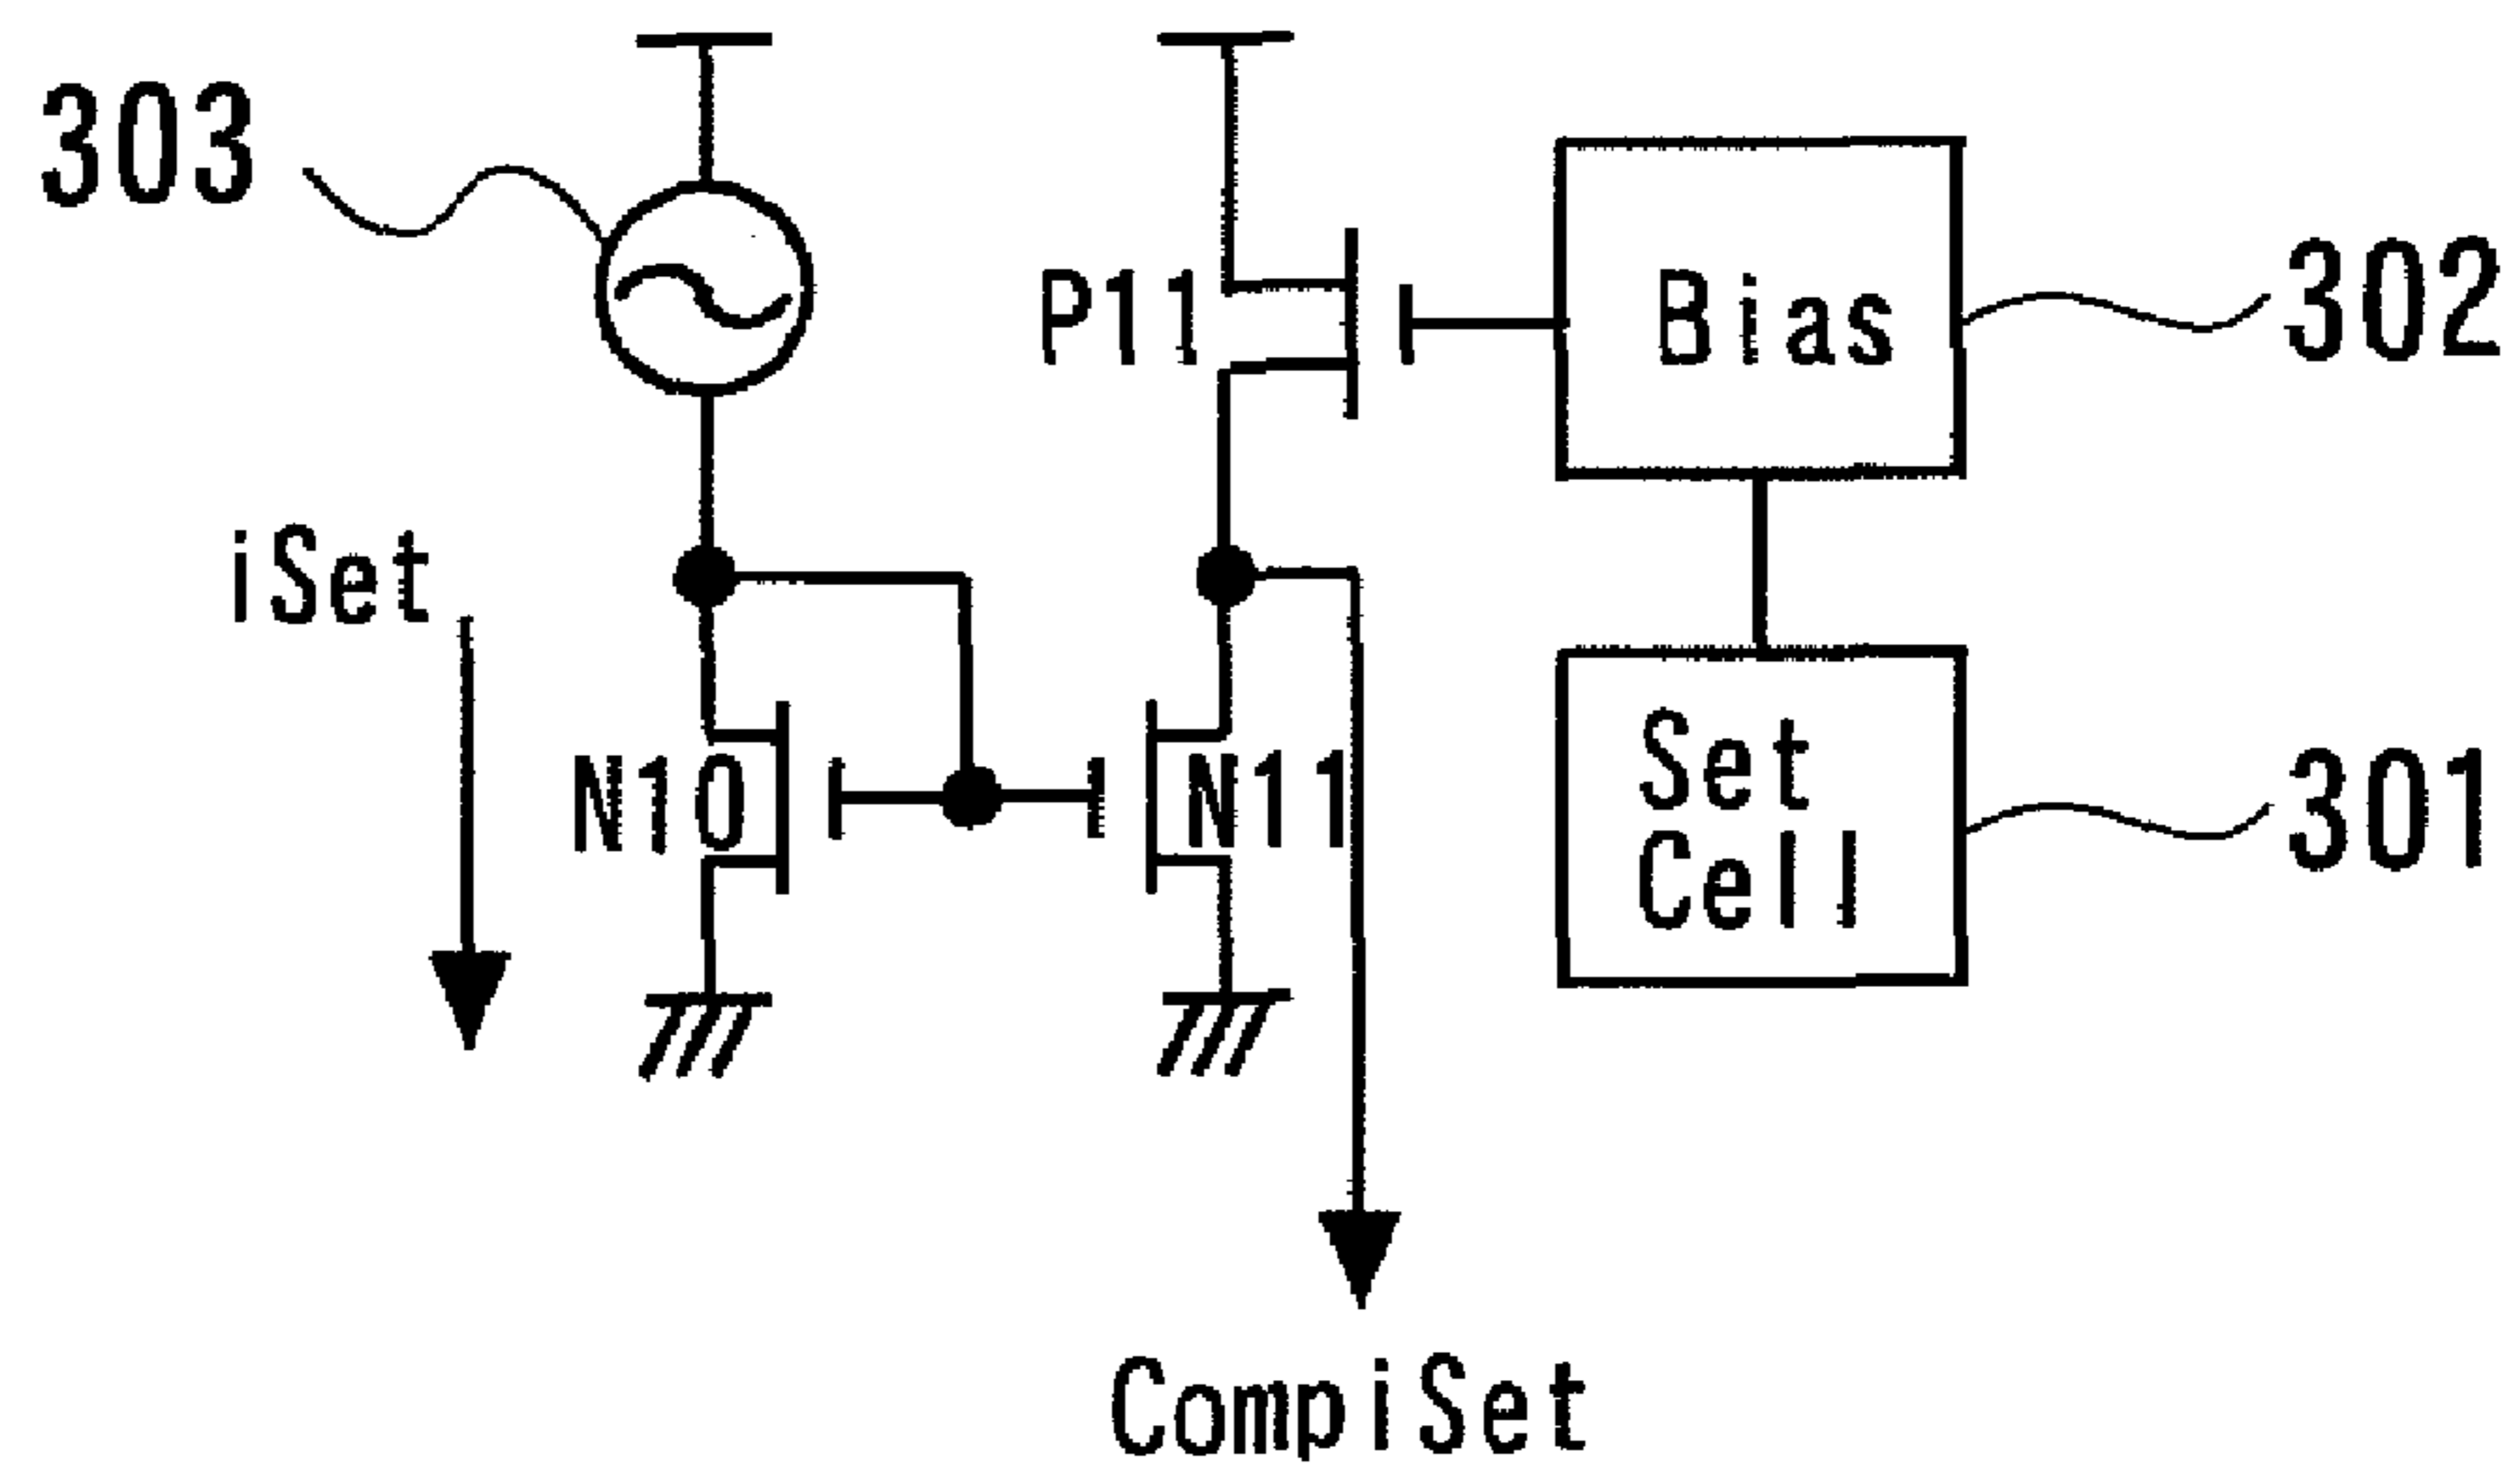 303
P11
Bias
302
iSet
N10
N11
Set
Cell
301
CompiSet